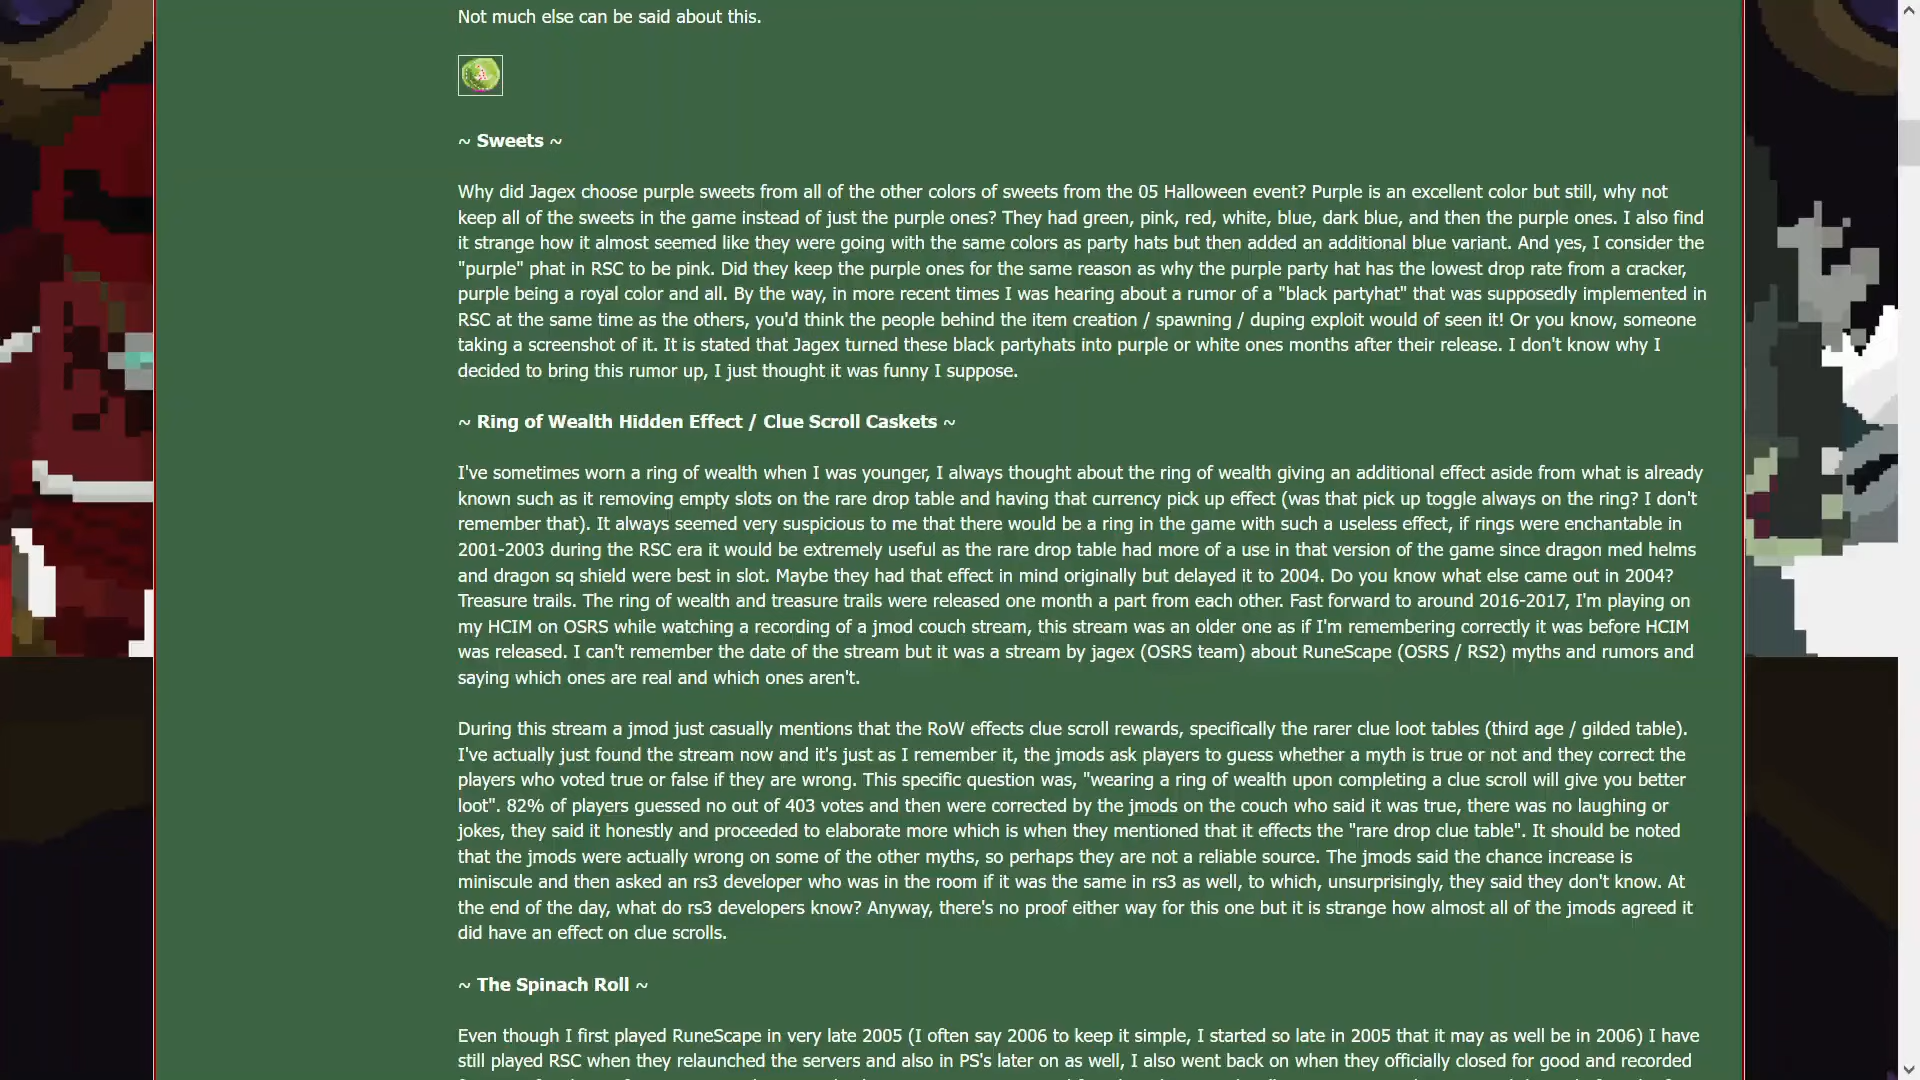 Not much else can be said about this.
~ Sweets ~
Why did Jagex choose purple sweets from all of the other colors of sweets from the 05 Halloween event? Purple is an excellent color but still, why not
keep all of the sweets in the game instead of just the purple ones? They had green, pink, red, white, blue, dark blue, and then the purple ones. I also find
it strange how it almost seemed like they were going with the same colors as party hats but then added an additional blue variant. And yes, I consider the
"purple" phat in RSC to be pink. Did they keep the purple ones for the same reason as why the purple party hat has the lowest drop rate from a cracker,
purple being a royal color and all. By the way, in more recent times I was hearing about a rumor of a "black partyhat" that was supposedly implemented in
RSC at the same time as the others, you'd think the people behind the item creation / spawning / duping exploit would of seen it! Or you know, someone
taking a screenshot of it. It is stated that Jagex turned these black partyhats into purple or white ones months after their release. I don't know why I
decided to bring this rumor up, I just thought it was funny I suppose.
~ Ring of Wealth Hidden Effect / Clue Scroll Caskets ~
I've sometimes worn a ring of wealth when I was younger, I always thought about the ring of wealth giving an additional effect aside from what is already
known such as it removing empty slots on the rare drop table and having that currency pick up effect (was that pick up toggle always on the ring? I don't
remember that). It always seemed very suspicious to me that there would be a ring in the game with such a useless effect, if rings were enchantable in
2001-2003 during the RSC era it would be extremely useful as the rare drop table had more of a use in that version of the game since dragon med helms
and dragon sq shield were best in slot. Maybe they had that effect in mind originally but delayed it to 2004. Do you know what else came out in 2004?
Treasure trails. The ring of wealth and treasure trails were released one month a part from each other. Fast forward to around 2016-2017, I'm playing on
my HCIM on OSRS while watching a recording of a jmod couch stream, this stream was an older one as if I'm remembering correctly it was before HCIM
was released. I can't remember the date of the stream but it was a stream by jagex (OSRS team) about RuneScape (OSRS / RS2) myths and rumors and
saying which ones are real and which ones aren't.
During this stream a jmod just casually mentions that the RoW effects clue scroll rewards, specifically the rarer clue loot tables (third age / gilded table).
I've actually just found the stream now and it's just as I remember it, the jmods ask players to guess whether a myth is true or not and they correct the
players who voted true or false if they are wrong. This specific question was, "wearing a ring of wealth upon completing a clue scroll will give you better
loot". 82% of players guessed no out of 403 votes and then were corrected by the jmods on the couch who said it was true, there was no laughing or
jokes, they said it honestly and proceeded to elaborate more which is when they mentioned that it effects the "rare drop clue table". It should be noted
that the jmods were actually wrong on some of the other myths, so perhaps they are not a reliable source. The jmods said the chance increase is
miniscule and then asked an rs3 developer who was in the room if it was the same in rs3 as well, to which, unsurprisingly, they said they don't know. At
the end of the day, what do rs3 developers know? Anyway, there's no proof either way for this one but it is strange how almost all of the jmods agreed it
did have an effect on clue scrolls.
~ The Spinach Roll ~
Even though I first played RuneScape in very late 2005 (I often say 2006 to keep it simple, I started so late in 2005 that it may as well be in 2006) I have
still played RSC when they relaunched the servers and also in PS's later on as well, I also went back on when they officially closed for good and recorded